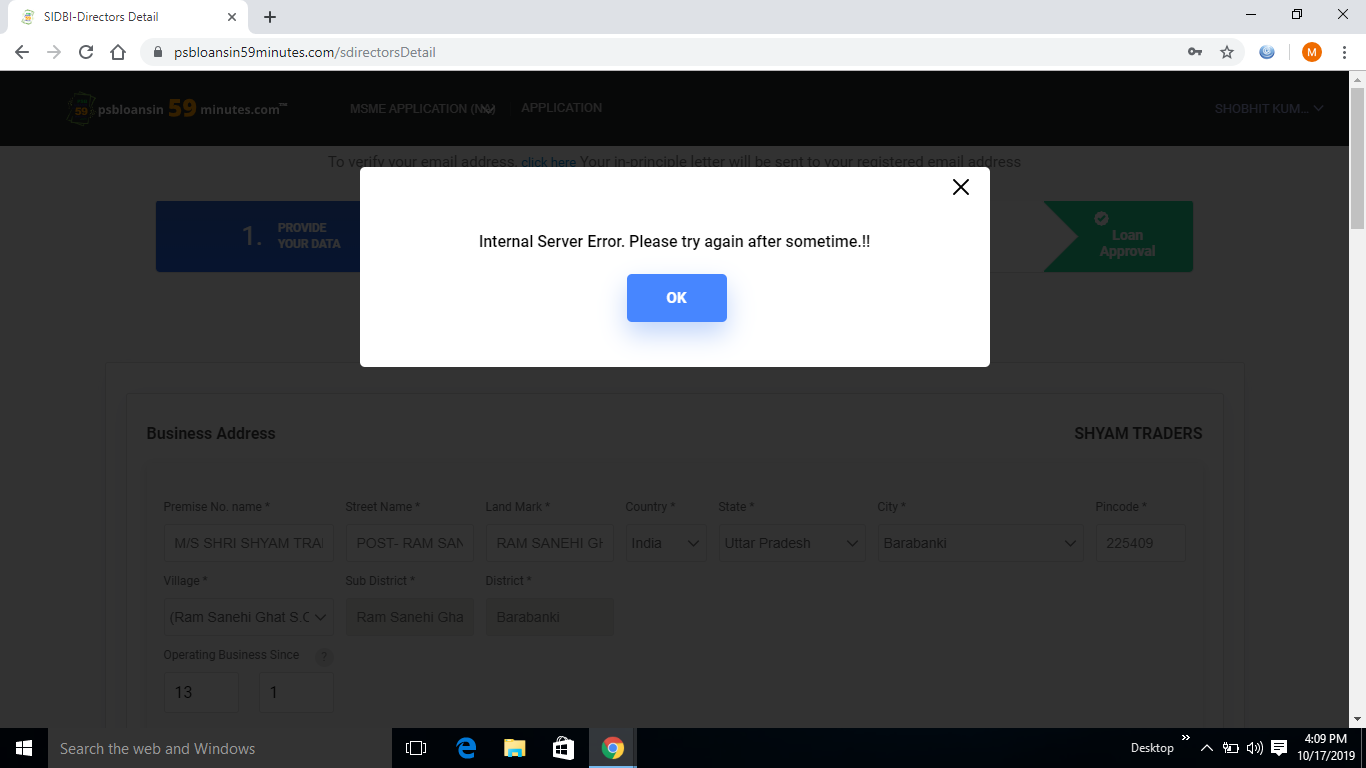 SIDBI-Directors Detail
psbloansin59minutes.com/sdirectorsDetail
M
59 psbloansin 59 minutes.com™ MSME APPLICATION (N APPLICATION SHOBHIT KUM...
To verify your email address, click here Your in-principle letter will be sent to your registered email address
Internal Server Error. Please try again after sometime.!!
OK
1. PROVIDE
YOUR DATA
Loan
Approval
Business Address SHYAM TRADERS
Premise No. name * Street Name * Land Mark * Country * State * City * Pincode *
M/S SHRI SHYAM TRA POST- RAM SAN RAM SANEHI GH India Uttar Pradesh Barabanki 225409
Village * Sub District * District *
(Ram Sanehi Ghat S.O Ram Sanehi Gha Barabanki
Operating Business Since ?
13 1
Search the web and Windows Desktop 4:09 PM
10/17/2019